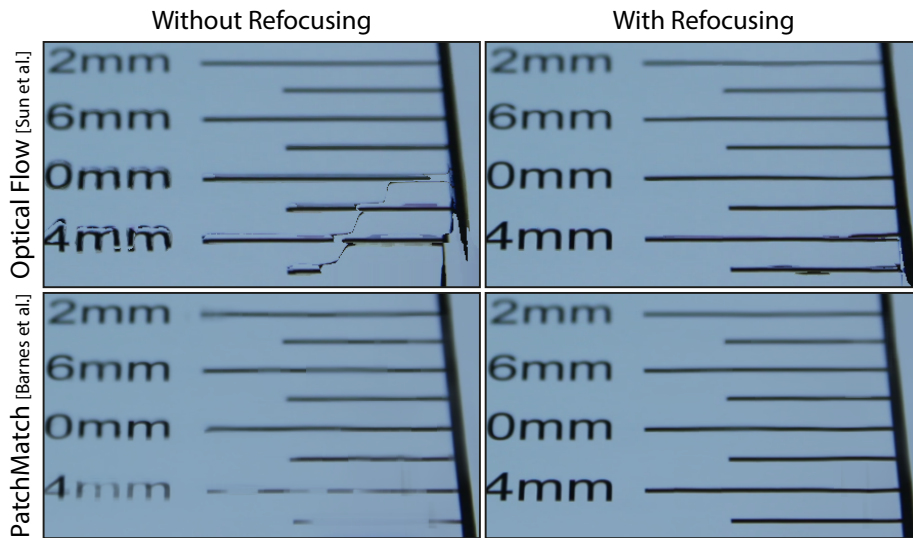 Without Refocusing
With Refocusing
Optical Flow [Sun et al.]
2mm
6mm
0mm
4mm
2mm
6mm
0mm
4mm
PatchMatch [Barnes et al.]
2mm
6mm
0mm
4mm
2mm
6mm
0mm
4mm